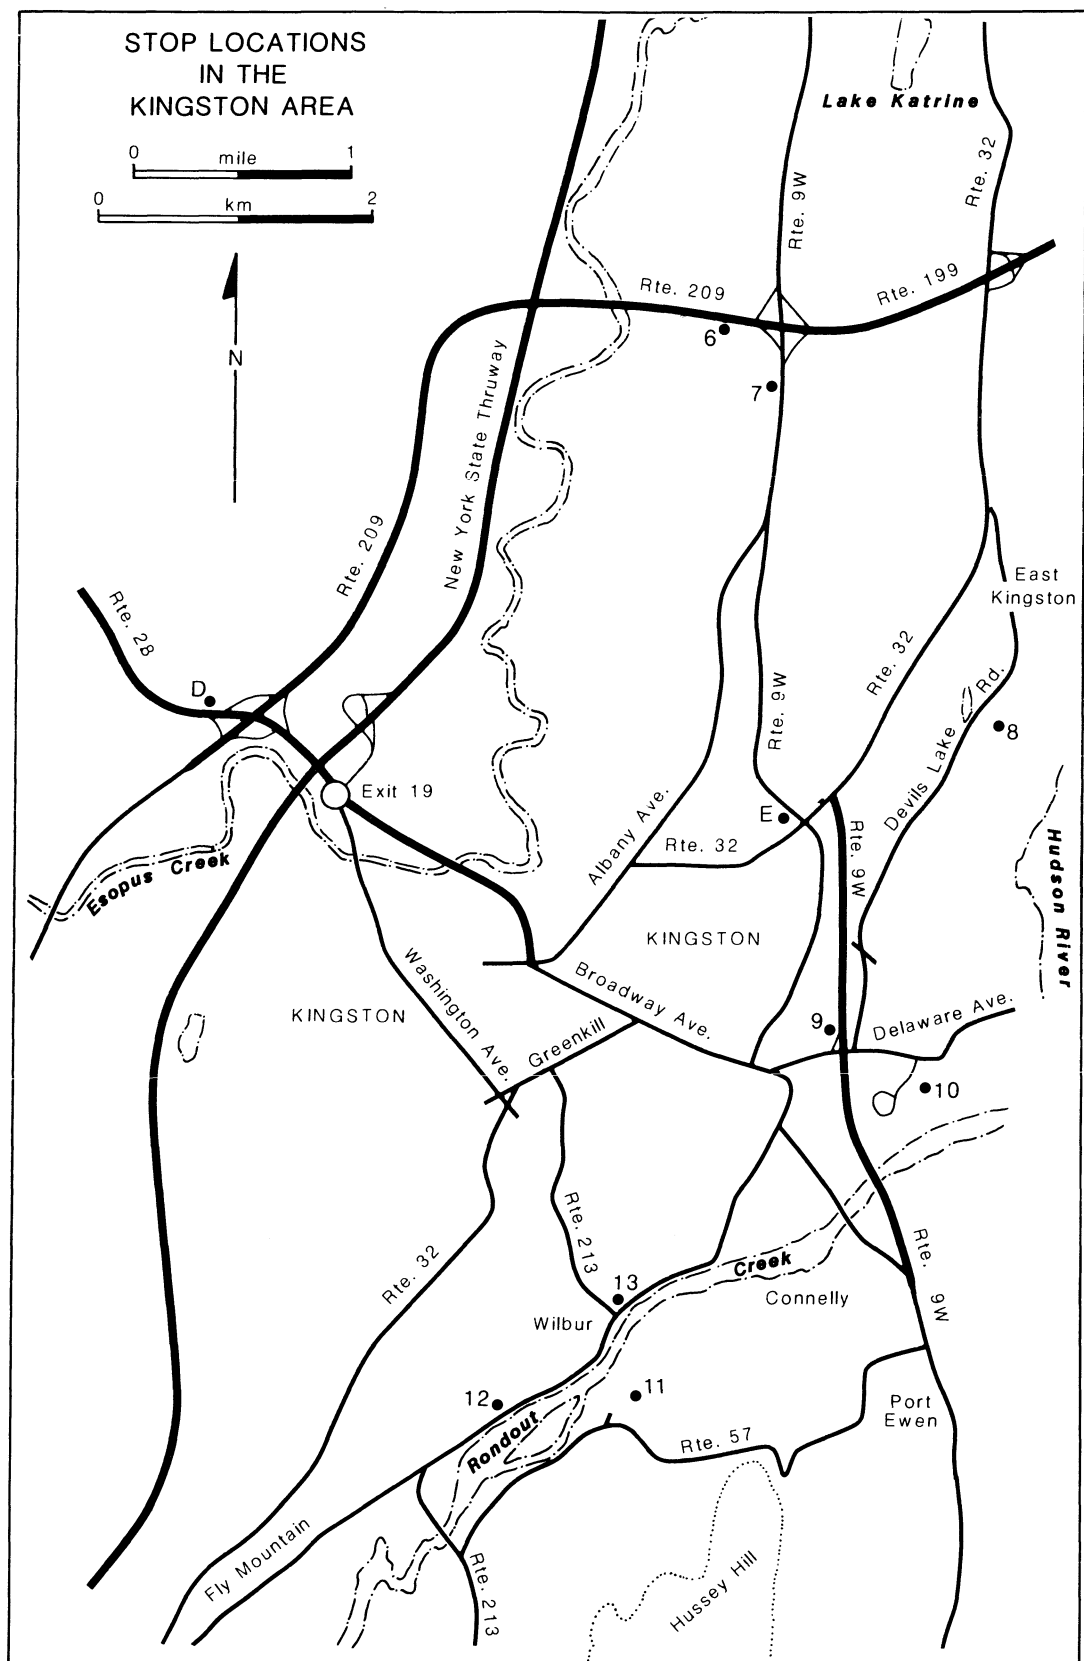 STOP LOCATIONS
IN THE
KINGSTON AREA
0 mile 1
0 km 2
N
Lake Katrine
Rte. 9W
Rte. 32
Rte. 209
Rte. 199
6
7
New York State Thruway
Rte. 209
East
Kingston
Rte. 28
Rte. 32
D
Rte. 9W
Devils Lake Rd.
8
Exit 19
E
Albany Ave.
Rte. 32
Rte. 9W
Hudson River
Esopus Creek
KINGSTON
Washington Ave.
Broadway Ave.
KINGSTON
Greenkill
9
Delaware Ave.
10
Rte. 213
Rte. 32
Rte. 9W
Creek
13
Connelly
Wilbur
12
11
Rondout
Port
Ewen
Rte. 57
Fly Mountain
Rte. 213
Hussey Hill